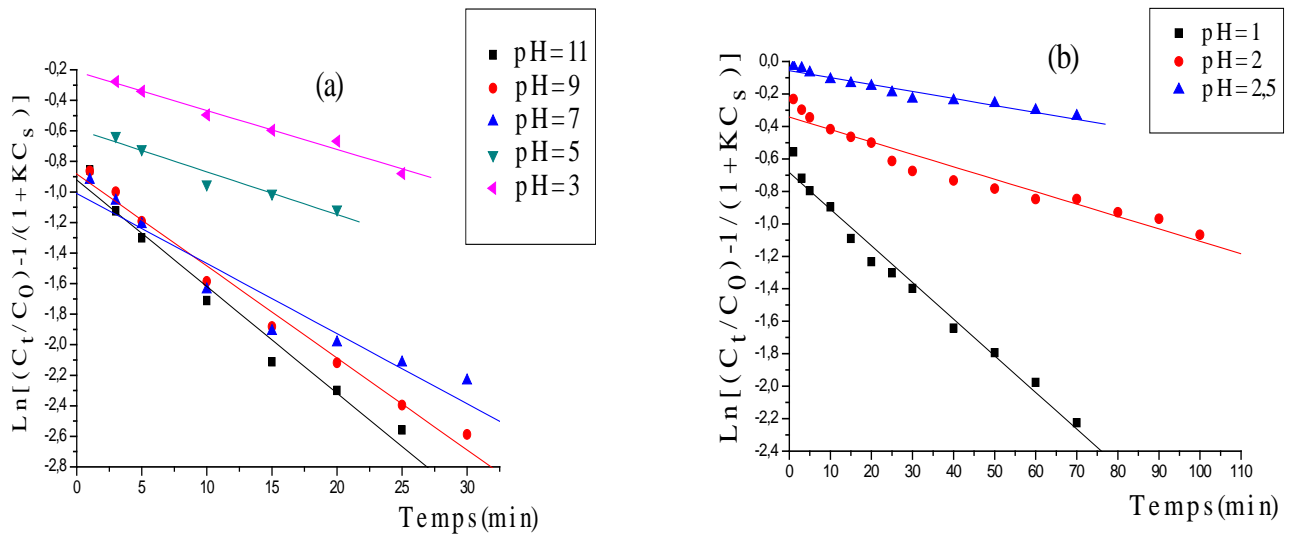 (a)
pH=11
pH=9
pH=7
pH=5
pH=3
Ln[(Ct/C0)-1/(1+KCs)]
-0,2
-0,4
-0,6
-0,8
-1,0
-1,2
-1,4
-1,6
-1,8
-2,0
-2,2
-2,4
-2,6
-2,8
0 5 10 15 20 25 30
Temps(min)
(b)
pH=1
pH=2
pH=2,5
Ln[(Ct/C0)-1/(1+KCs)]
0,0
-0,2
-0,4
-0,6
-0,8
-1,0
-1,2
-1,4
-1,6
-1,8
-2,0
-2,2
-2,4
0 10 20 30 40 50 60 70 80 90 100 110
Temps(min)